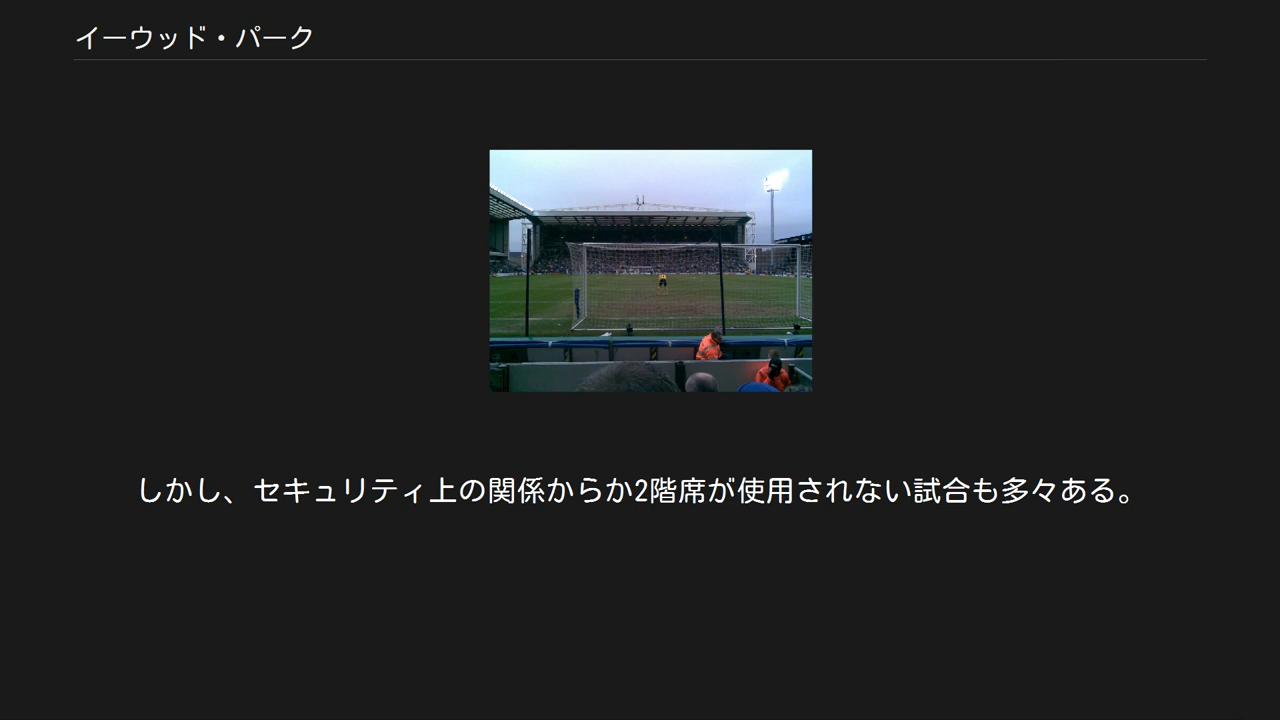 イーウッド・パーク
しかし、セキュリティ上の関係からか2階席が使用されない試合も多々ある。